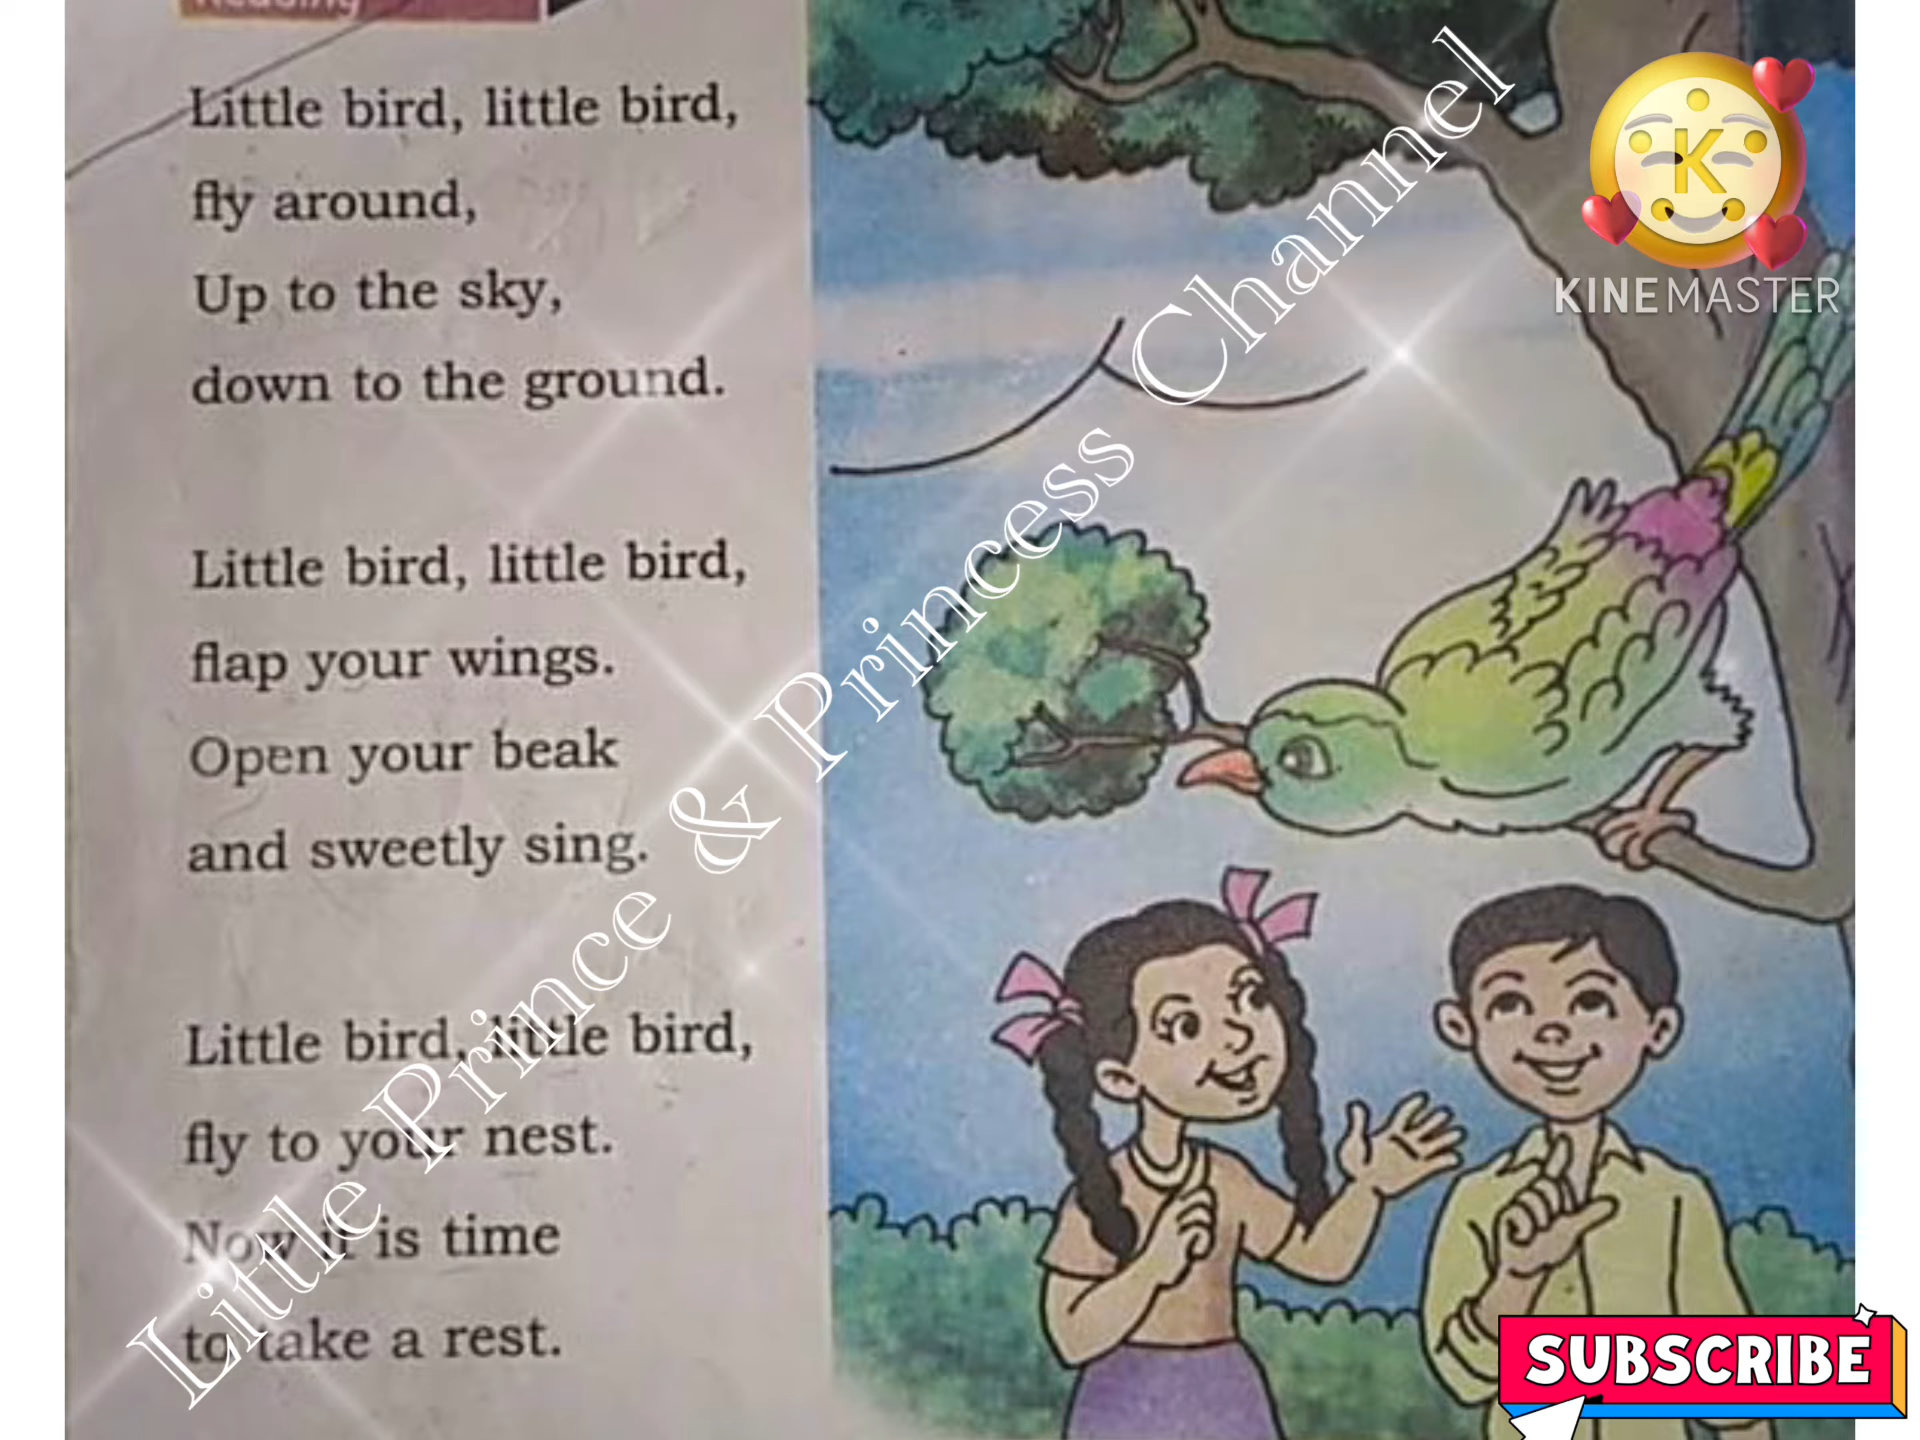 Reading
Little bird, little bird,
fly around,
Up to the sky,
down to the ground.
Little bird, little bird,
flap your wings.
Open your beak
and sweetly sing.
Little bird, little bird,
fly to your nest.
Now it is time
to take a rest.
Little Prince & Princess Channel
K
KINEMASTER
SUBSCRIBE